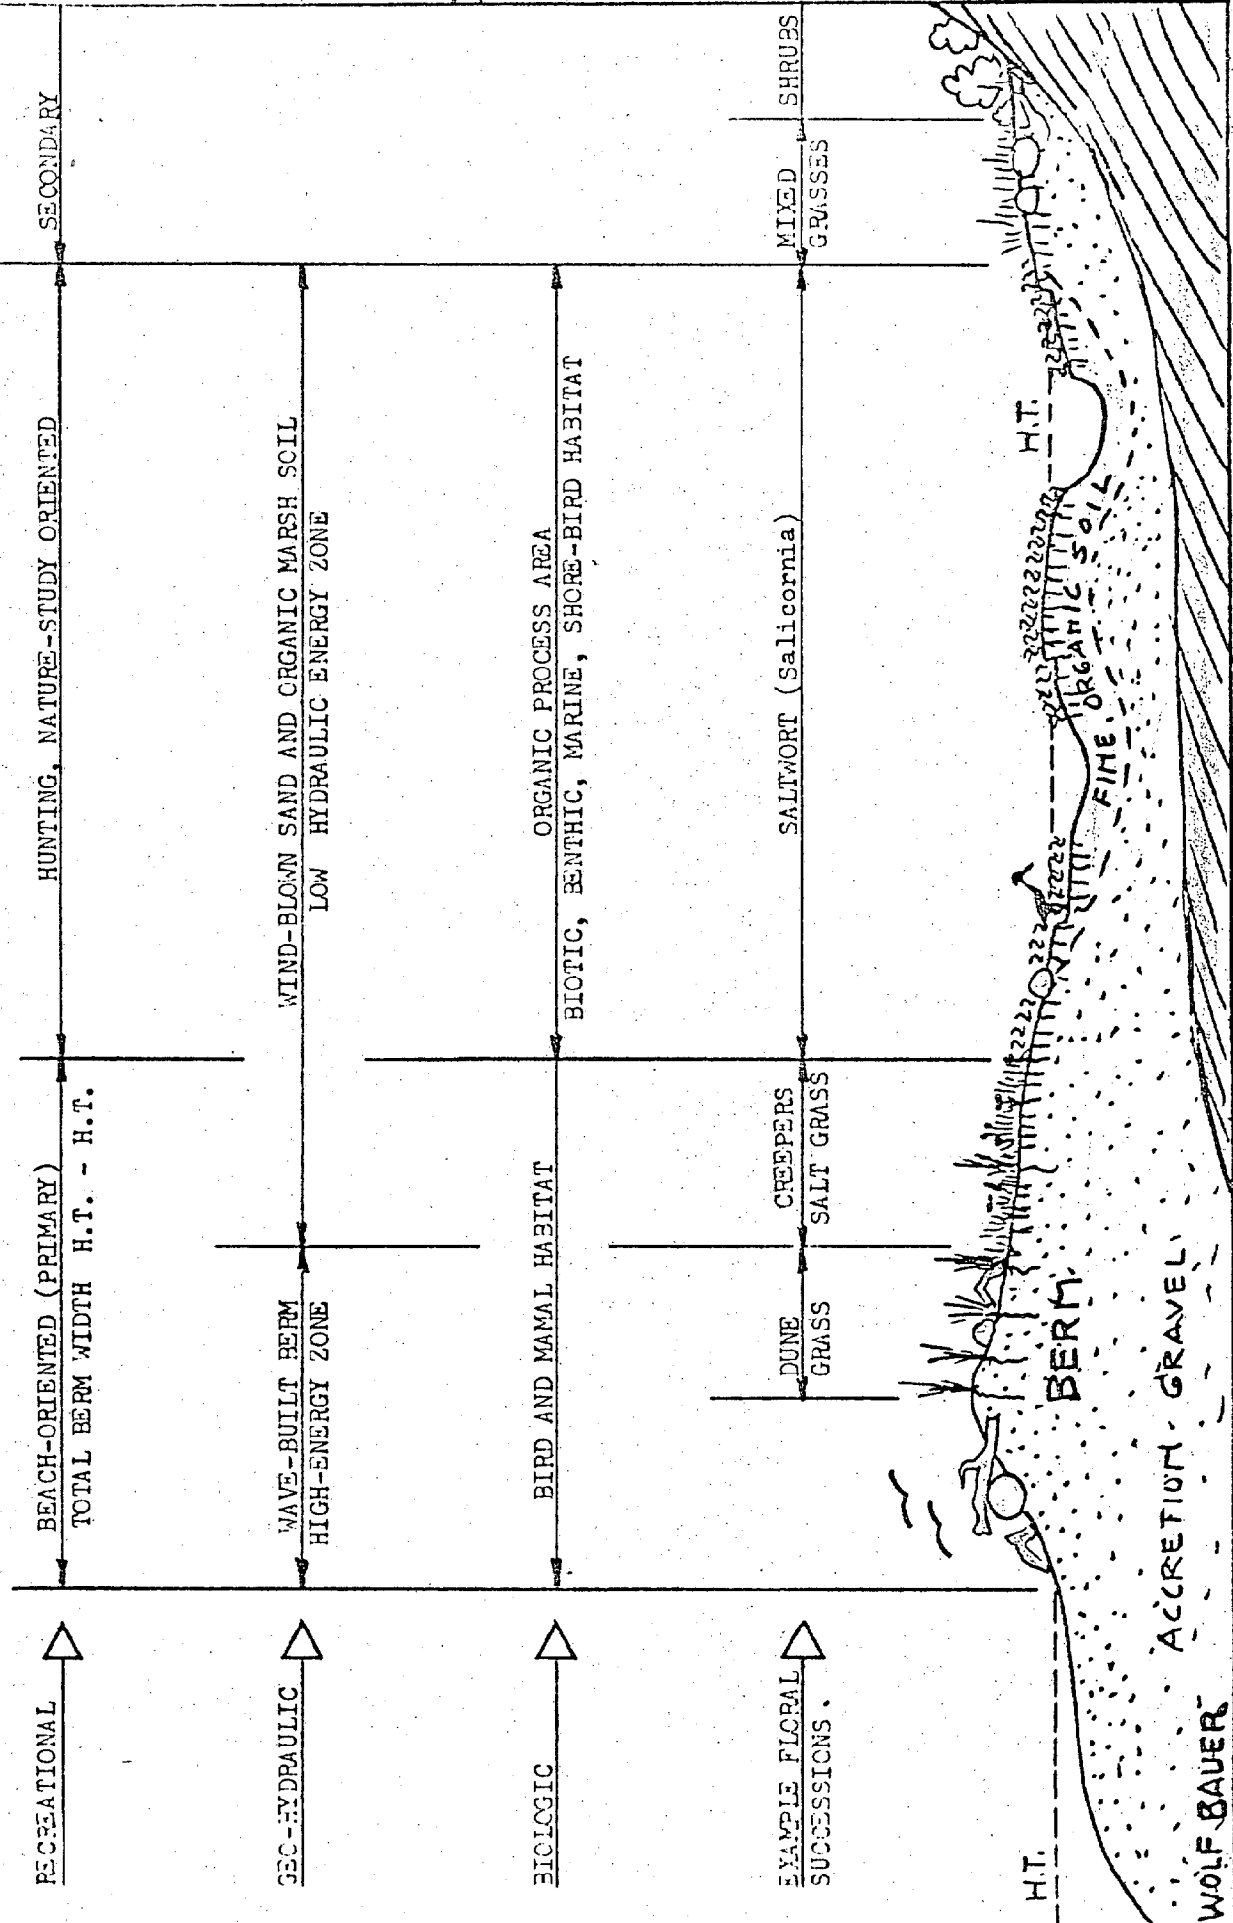 RECREATIONAL
BEACH-ORIENTED (PRIMARY)
TOTAL BERM WIDTH H.T. - H.T.
HUNTING, NATURE-STUDY ORIENTED
SECONDARY
GEO-HYDRAULIC
WAVE-BUILT BERM
HIGH-ENERGY ZONE
WIND-BLOWN SAND AND ORGANIC MARSH SOIL
LOW HYDRAULIC ENERGY ZONE
BIOLOGIC
BIRD AND MAMAL HABITAT
ORGANIC PROCESS AREA
BIOTIC, BENTHIC, MARINE, SHORE-BIRD HABITAT
EXAMPLE FLORAL
SUCCESSIONS.
DUNE
GRASS
CREEPERS
SALT GRASS
SALTWORT (Salicornia)
MIXED
GRASSES
SHRUBS
H.T.
H.T.
BERM
FINE ORGANIC SOIL
ACCRETION GRAVEL
WOLF BAUER